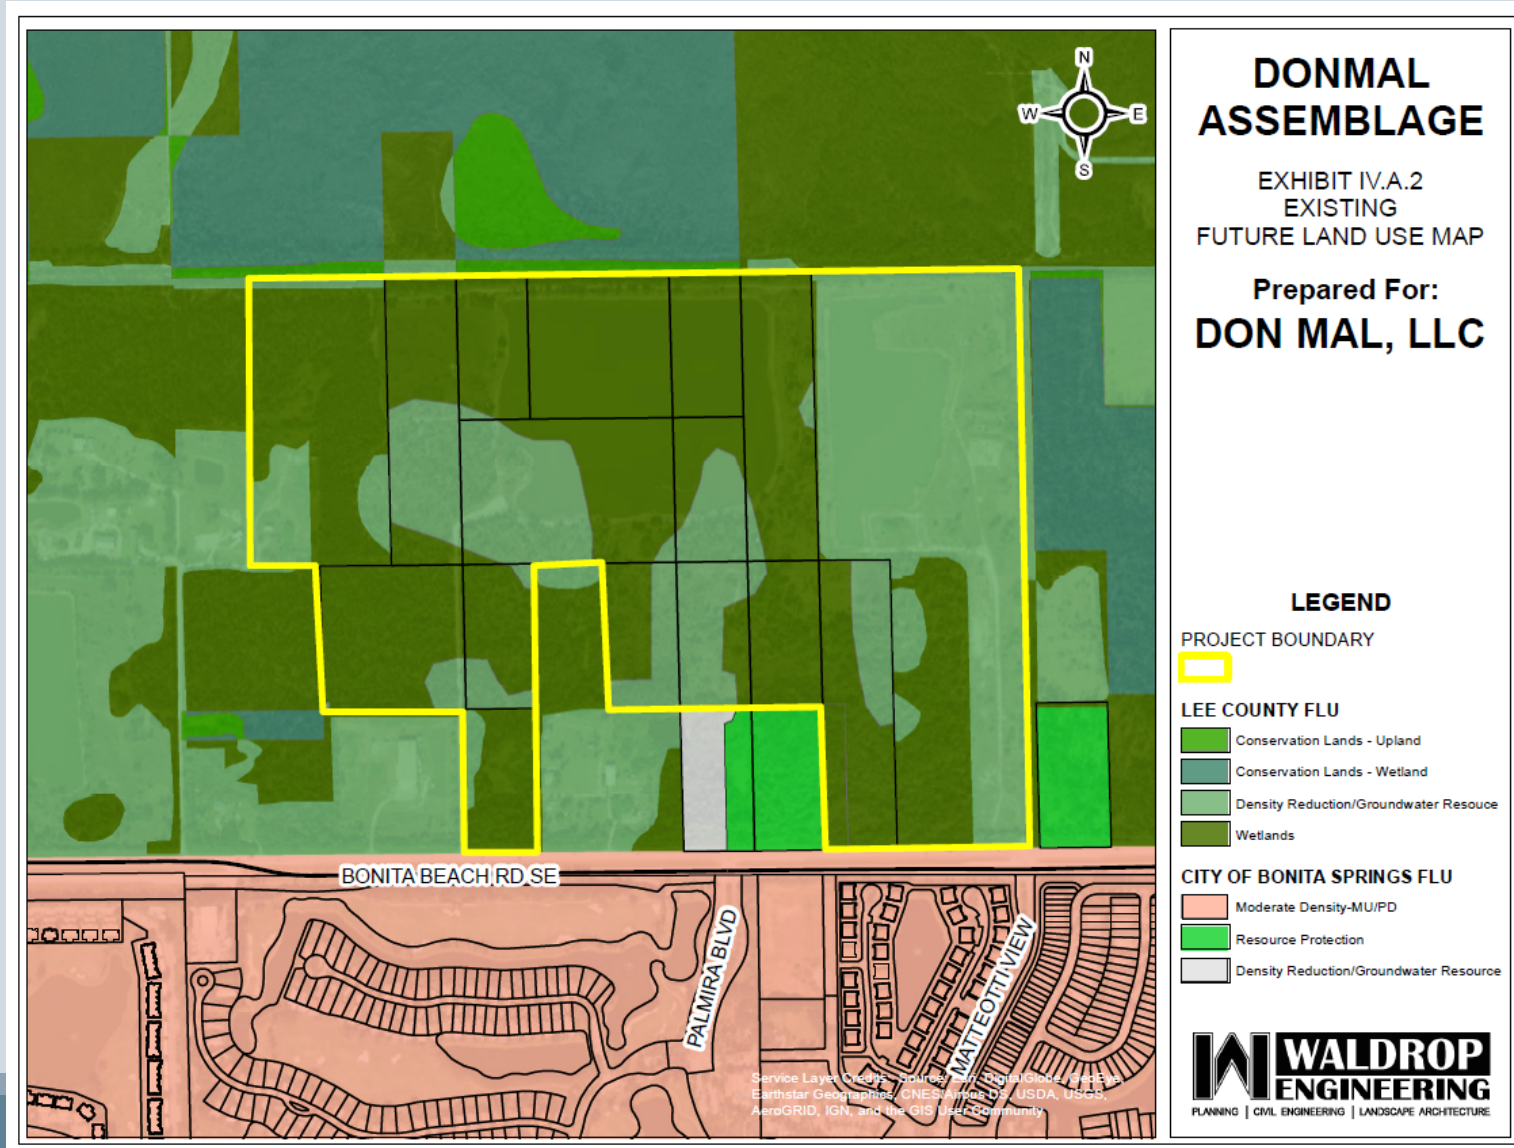 N
W
E
S
BONITA BEACH RD SE
PALMIRA BLVD
MATTEOTTI VIEW
Service Layer Credits: Source: Esri, DigitalGlobe, GeoEye,
Earthstar Geographics, CNES/Airbus DS, USDA, USGS,
AeroGRID, IGN, and the GIS User Community
DONMAL
ASSEMBLAGE
EXHIBIT IV.A.2
EXISTING
FUTURE LAND USE MAP
Prepared For:
DON MAL, LLC
LEGEND
PROJECT BOUNDARY
LEE COUNTY FLU
Conservation Lands - Upland
Conservation Lands - Wetland
Density Reduction/Groundwater Resouce
Wetlands
CITY OF BONITA SPRINGS FLU
Moderate Density-MU/PD
Resource Protection
Density Reduction/Groundwater Resource
WALDROP
ENGINEERING
PLANNING | CIVIL ENGINEERING | LANDSCAPE ARCHITECTURE